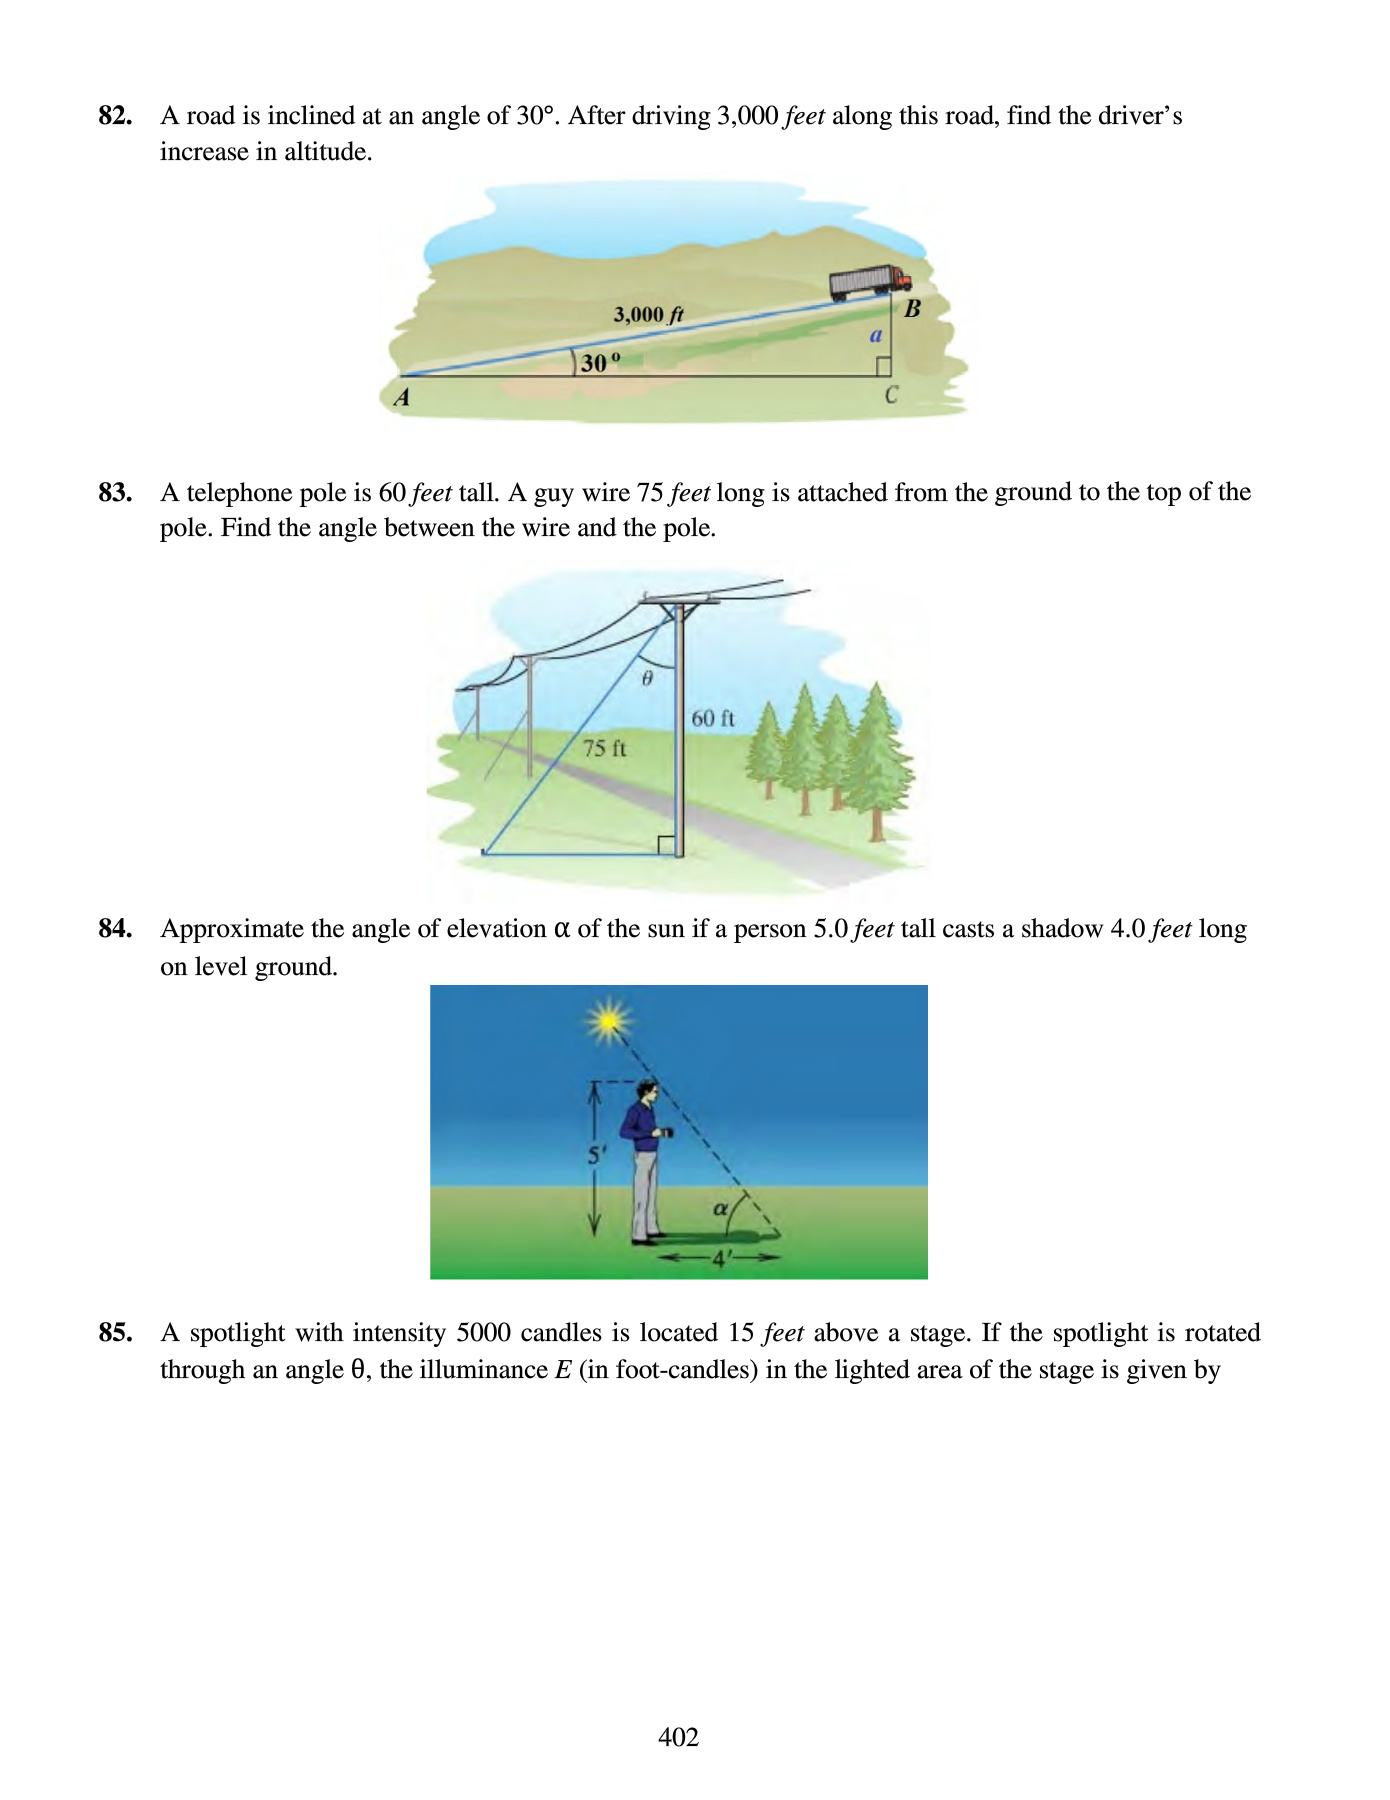 82. A road is inclined at an angle of 30°. After driving 3,000 feet along this road, find the driver's
increase in altitude.
3,000 ft
B
a
30 °
A
C
83. A telephone pole is 60 feet tall. A guy wire 75 feet long is attached from the ground to the top of the
pole. Find the angle between the wire and the pole.
θ
60 ft
75 ft
84. Approximate the angle of elevation α of the sun if a person 5.0 feet tall casts a shadow 4.0 feet long
on level ground.
5'
α
4'
85. A spotlight with intensity 5000 candles is located 15 feet above a stage. If the spotlight is rotated
through an angle θ, the illuminance E (in foot-candles) in the lighted area of the stage is given by
402